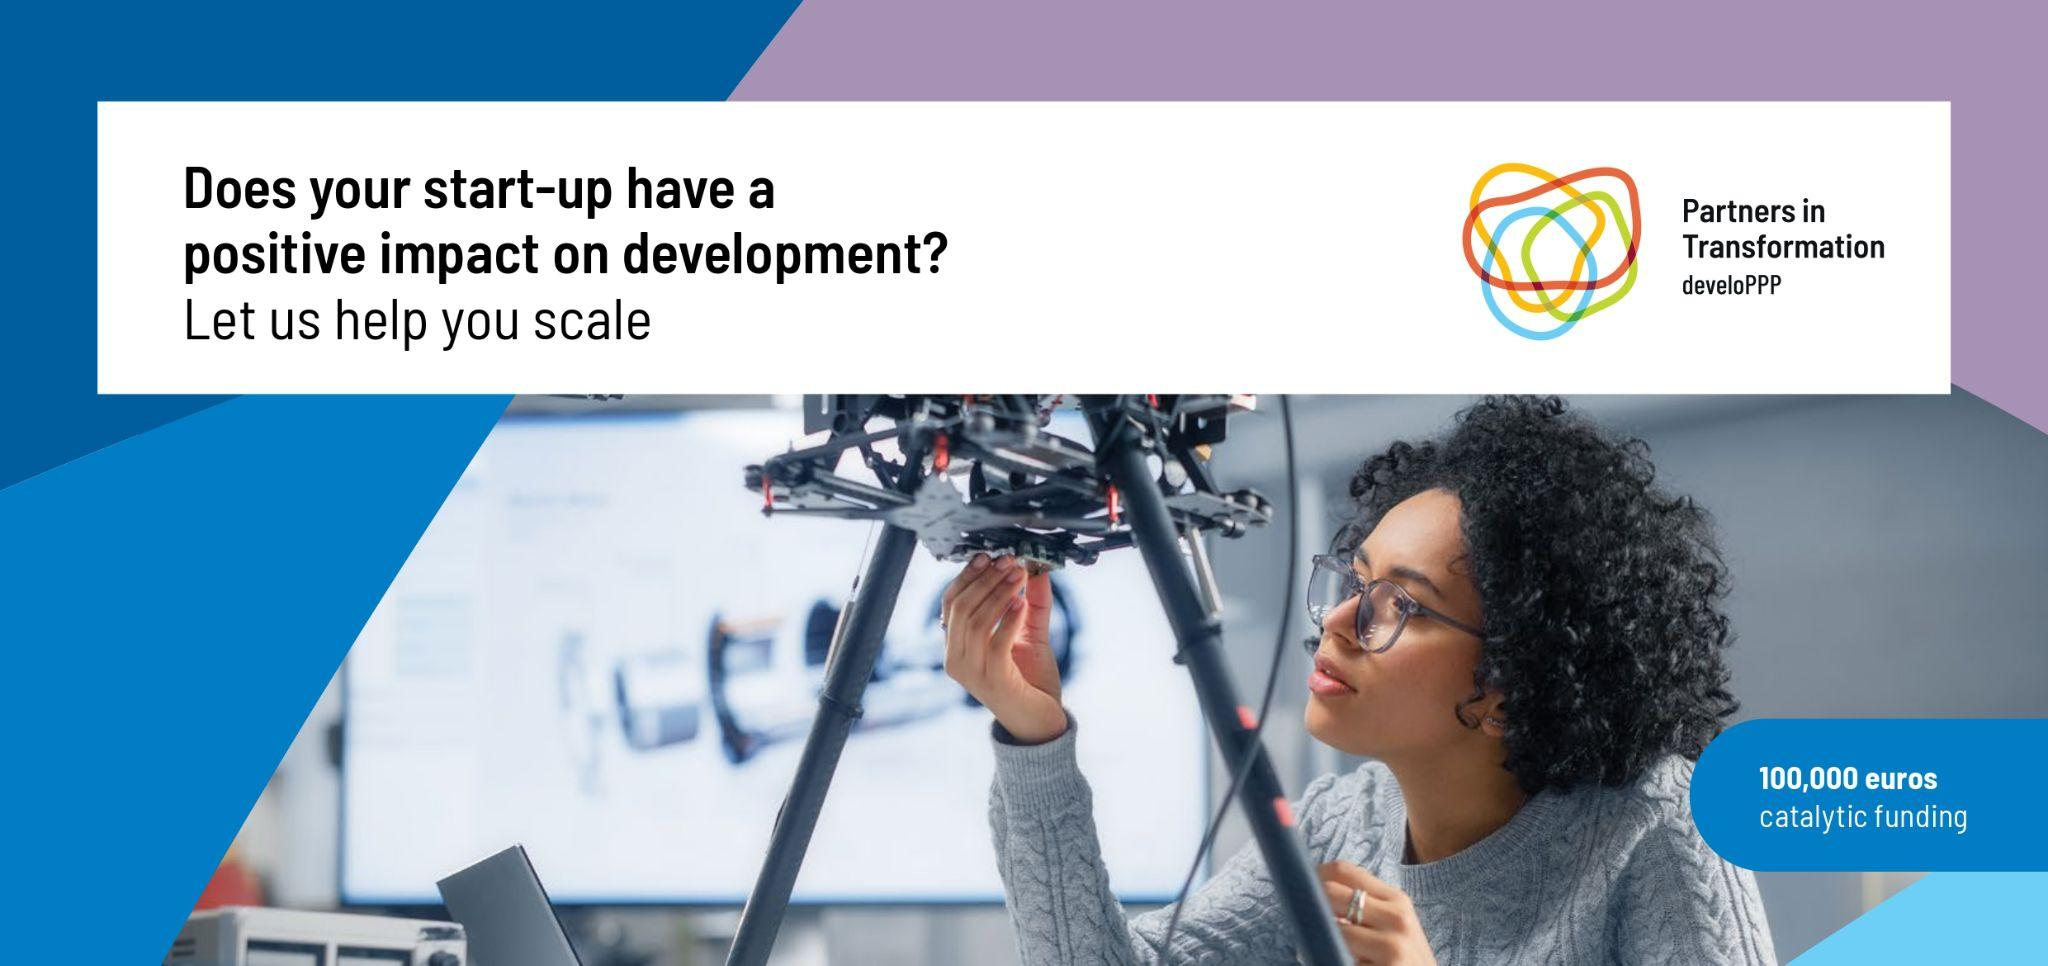 Does your start-up have a
positive impact on development?
Let us help you scale
Partners in
Transformation
develoPPP
100,000 euros
catalytic funding